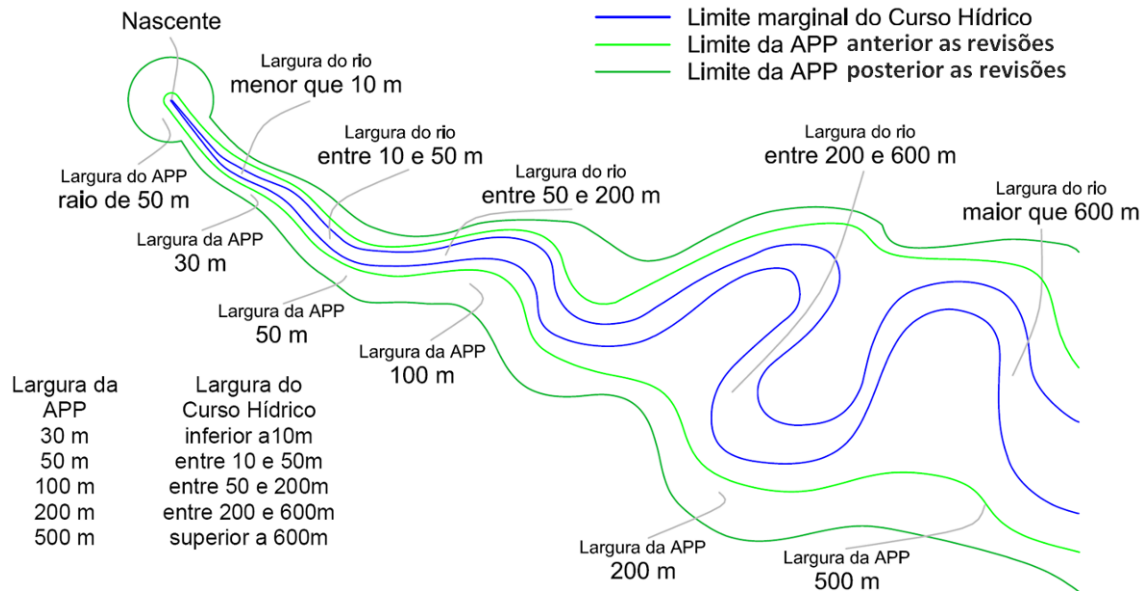 Nascente
Limite marginal do Curso Hídrico
Limite da APP anterior as revisões
Limite da APP posterior as revisões
Largura do rio
menor que 10 m
Largura do rio
entre 10 e 50 m
Largura do rio
entre 50 e 200 m
Largura do rio
entre 200 e 600 m
Largura do rio
maior que 600 m
Largura do APP
raio de 50 m
Largura da APP
30 m
Largura da APP
50 m
Largura da APP
100 m
Largura da APP
200 m
Largura da APP
500 m
Largura da APP
Largura do Curso Hídrico
30 m inferior a10m
50 m entre 10 e 50m
100 m entre 50 e 200m
200 m entre 200 e 600m
500 m superior a 600m